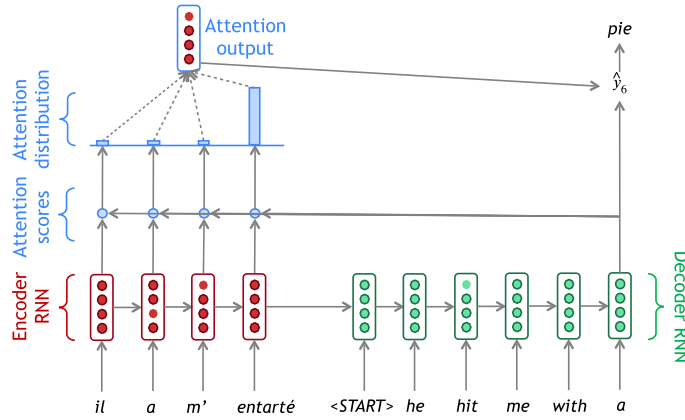 Attention
output
pie
ŷ6
Attention
distribution
Attention
scores
Encoder
RNN
Decoder RNN
il a m’ entarté <START> he hit me with a